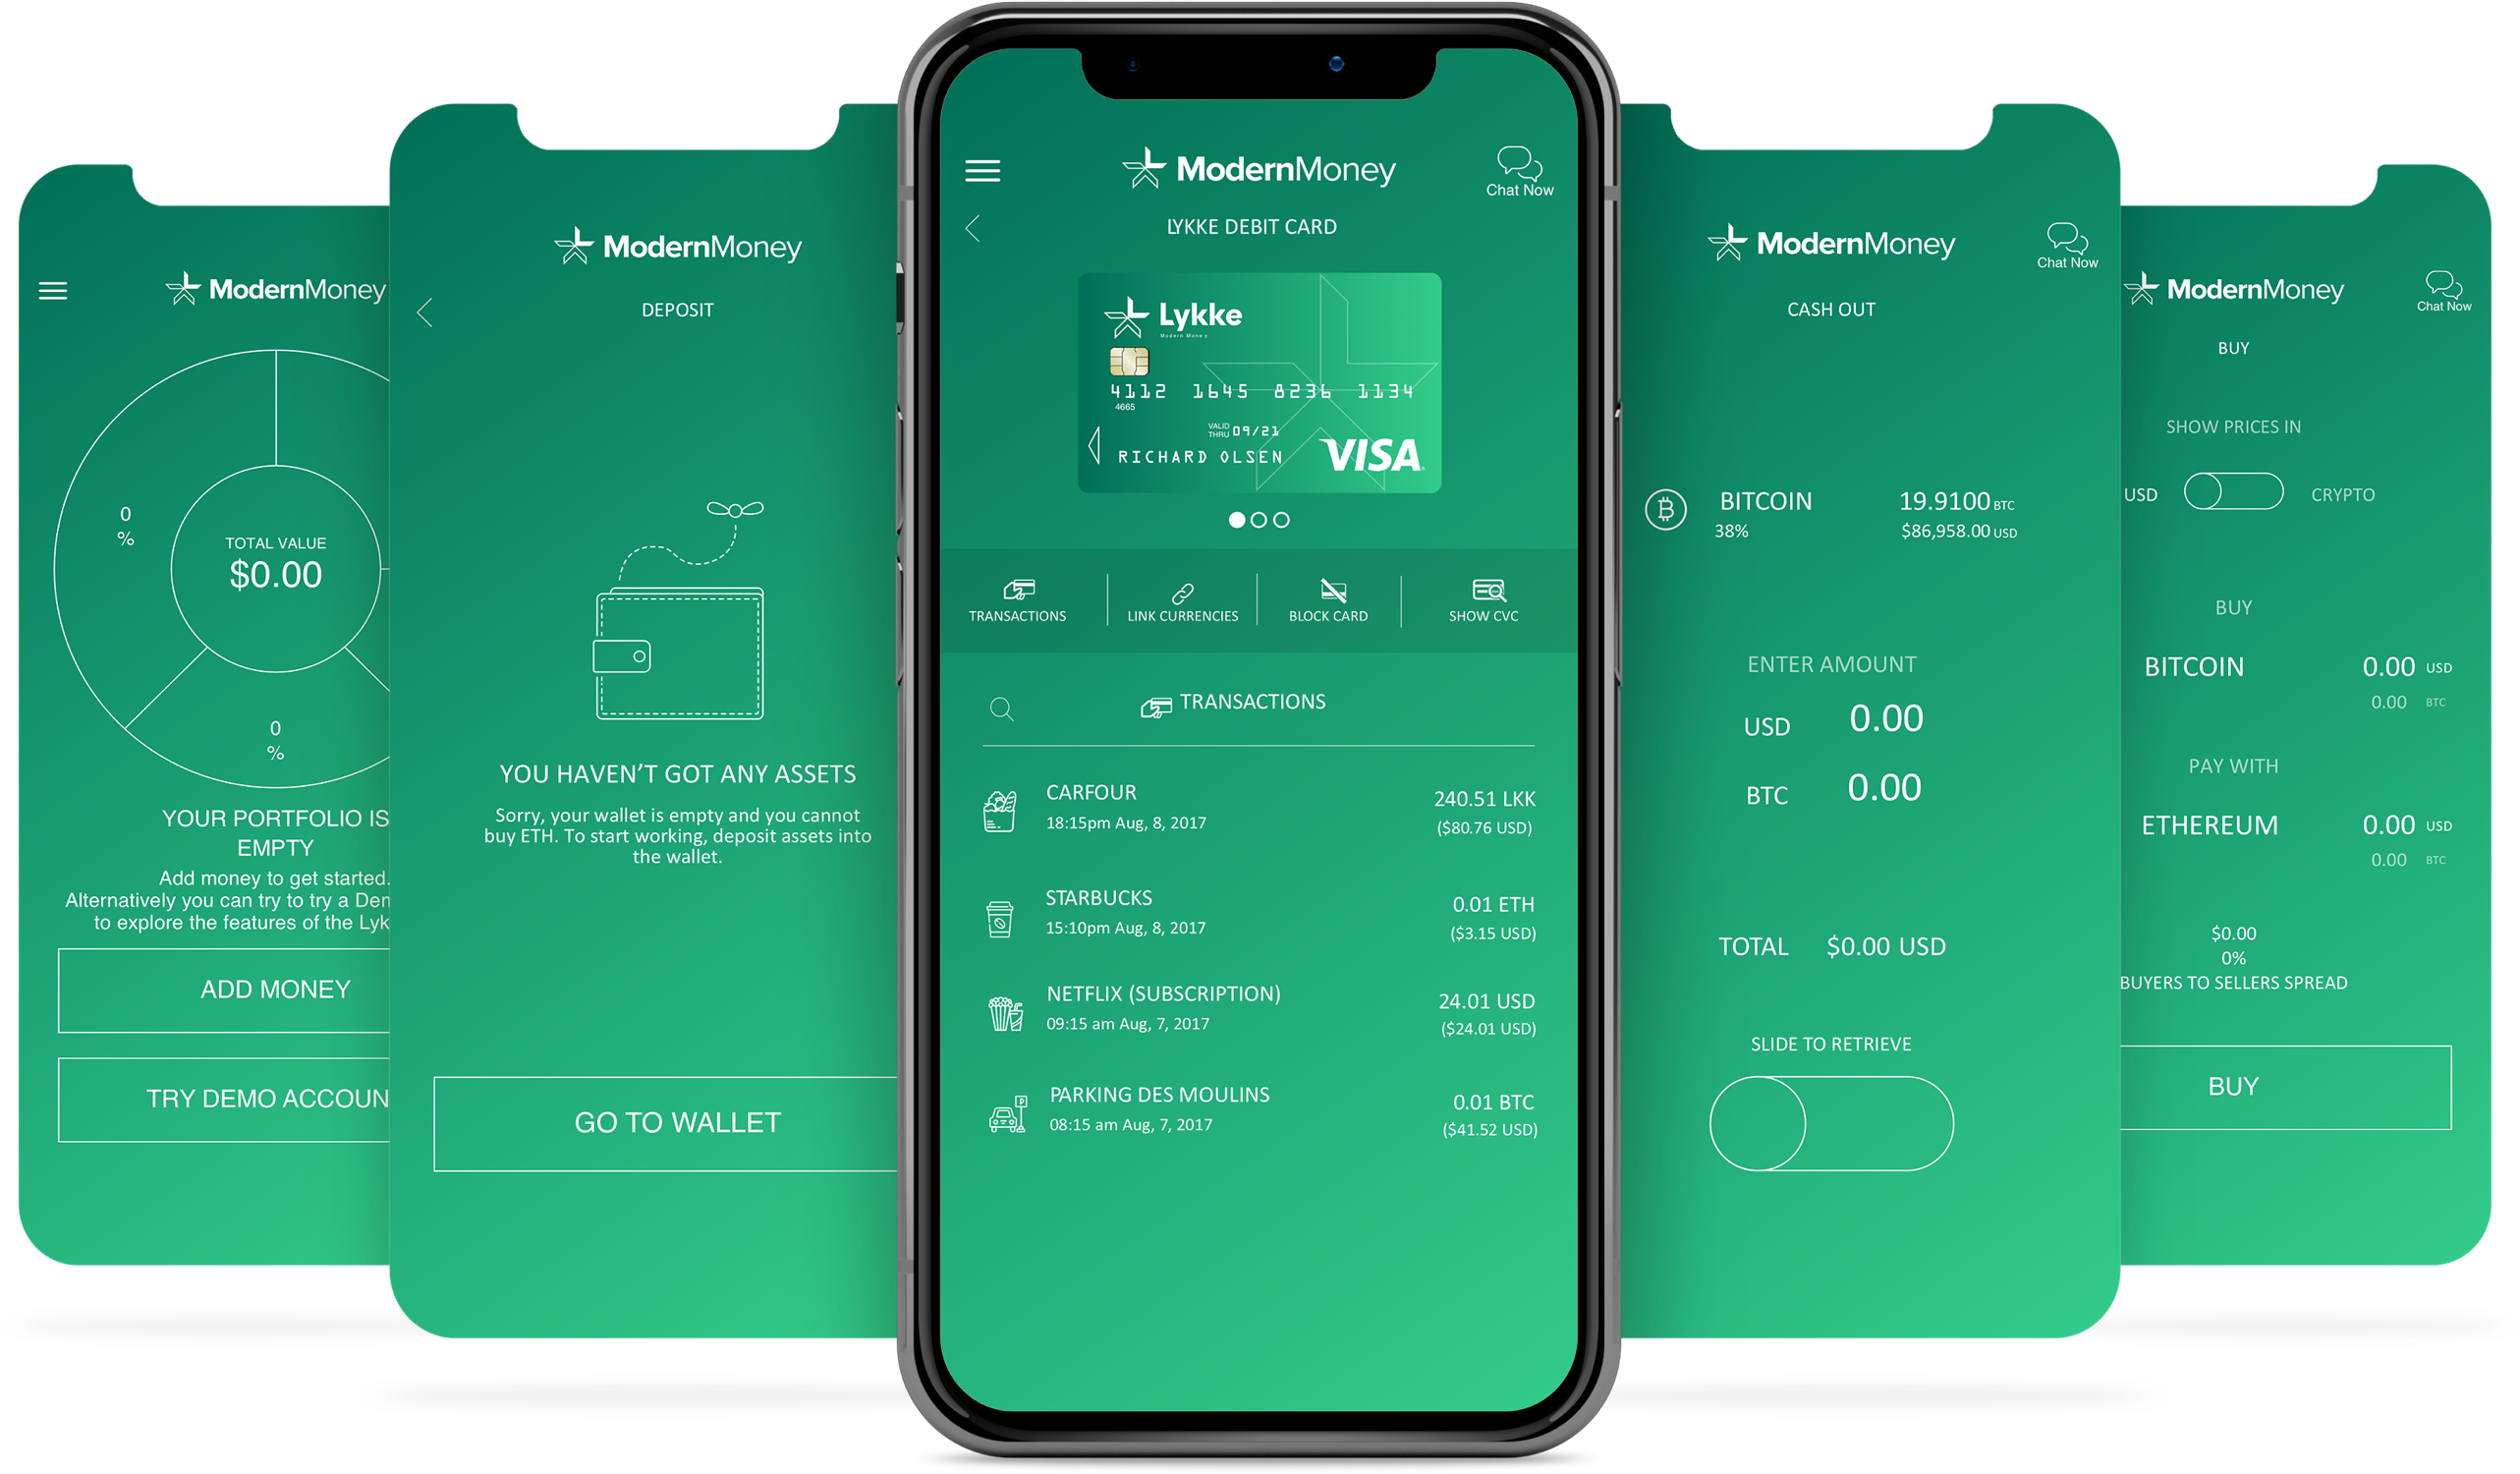 ModernMoney
0
%
TOTAL VALUE
$0.00
0
%
YOUR PORTFOLIO IS
EMPTY
Add money to get started.
Alternatively you can try to try a
to explore the features of the
ADD MONEY
TRY DEMO
ModernMoney
DEPOSIT
YOU HAVEN'T GOT ANY ASSETS
Sorry, your wallet is empty and you cannot
buy ETH. To start working, deposit assets into
the wallet.
GO TO WALLET
ModernMoney
Chat Now
LYKKE DEBIT CARD
Lykke
Modern Money
4112 1645 8236 1134
4665
VALID
THRU 09/21
RICHARD OLSEN
VISA
TRANSACTIONS
LINK CURRENCIES
BLOCK CARD
SHOW CVC
TRANSACTIONS
CARFOUR 240.51 LKK
18:15pm Aug, 8, 2017 ($80.76 USD)
STARBUCKS 0.01 ETH
15:10pm Aug, 8, 2017 ($3.15 USD)
NETFLIX (SUBSCRIPTION) 24.01 USD
09:15 am Aug, 7, 2017 ($24.01 USD)
PARKING DES MOULINS 0.01 BTC
08:15 am Aug, 7, 2017 ($41.52 USD)
ModernMoney
Chat Now
CASH OUT
BITCOIN 19.9100 BTC
38% $86,958.00 USD
ENTER AMOUNT
USD 0.00
BTC 0.00
TOTAL $0.00 USD
SLIDE TO RETRIEVE
ModernMoney
Chat Now
BUY
SHOW PRICES IN
USD CRYPTO
BUY
BITCOIN 0.00 USD
0.00 BTC
PAY WITH
ETHEREUM 0.00 USD
0.00 BTC
$0.00
0%
BUYERS TO SELLERS SPREAD
BUY